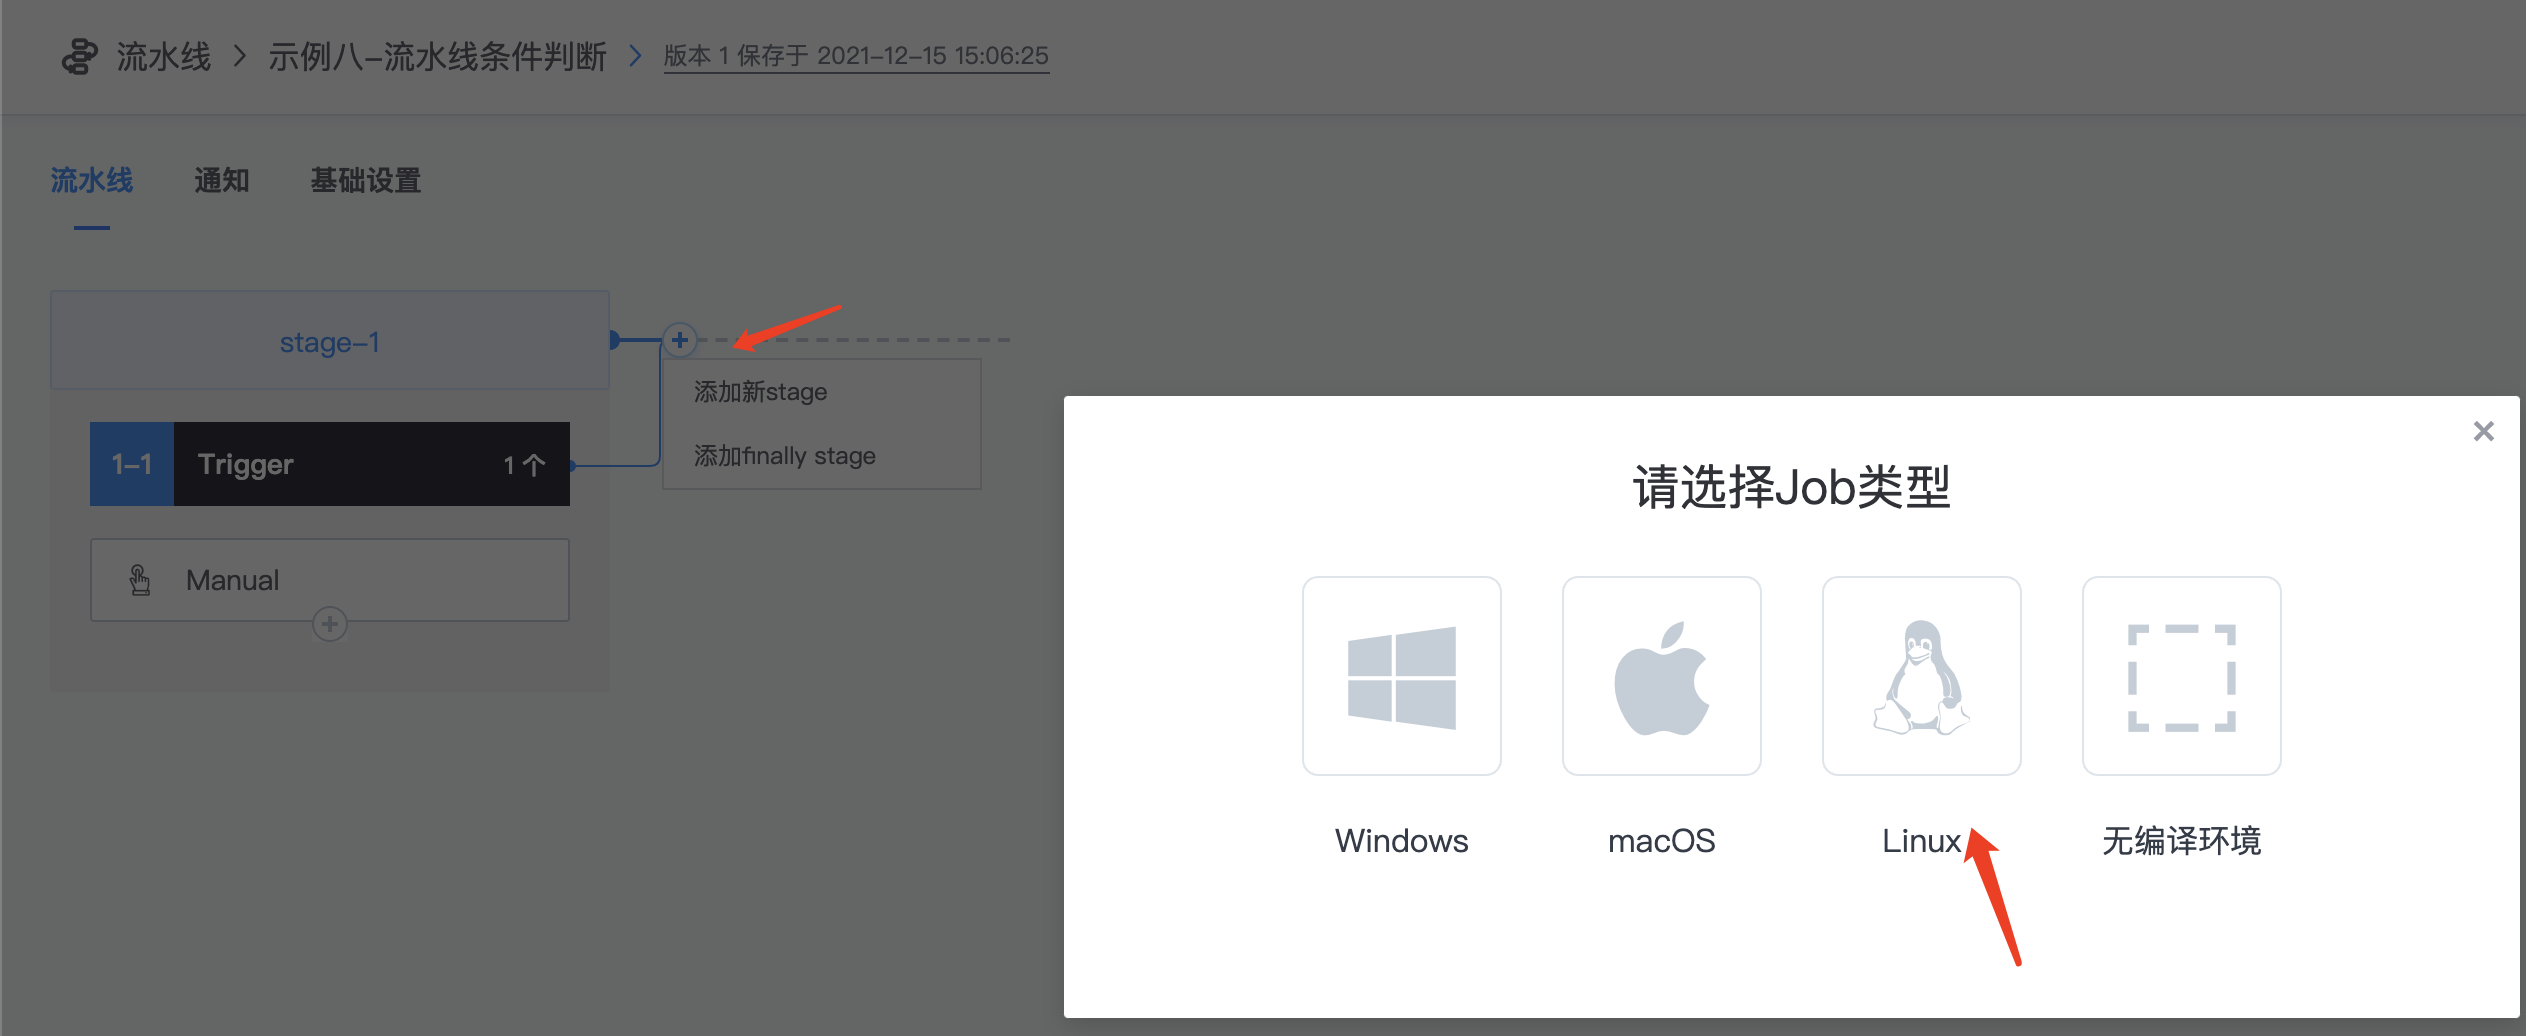 流水线 > 示例八-流水线条件判断 > 版本 1 保存于 2021-12-15 15:06:25
流水线 通知 基础设置
stage-1
添加新stage
添加finally stage
1-1 Trigger 1 个
Manual
请选择Job类型
Windows macOS Linux 无编译环境